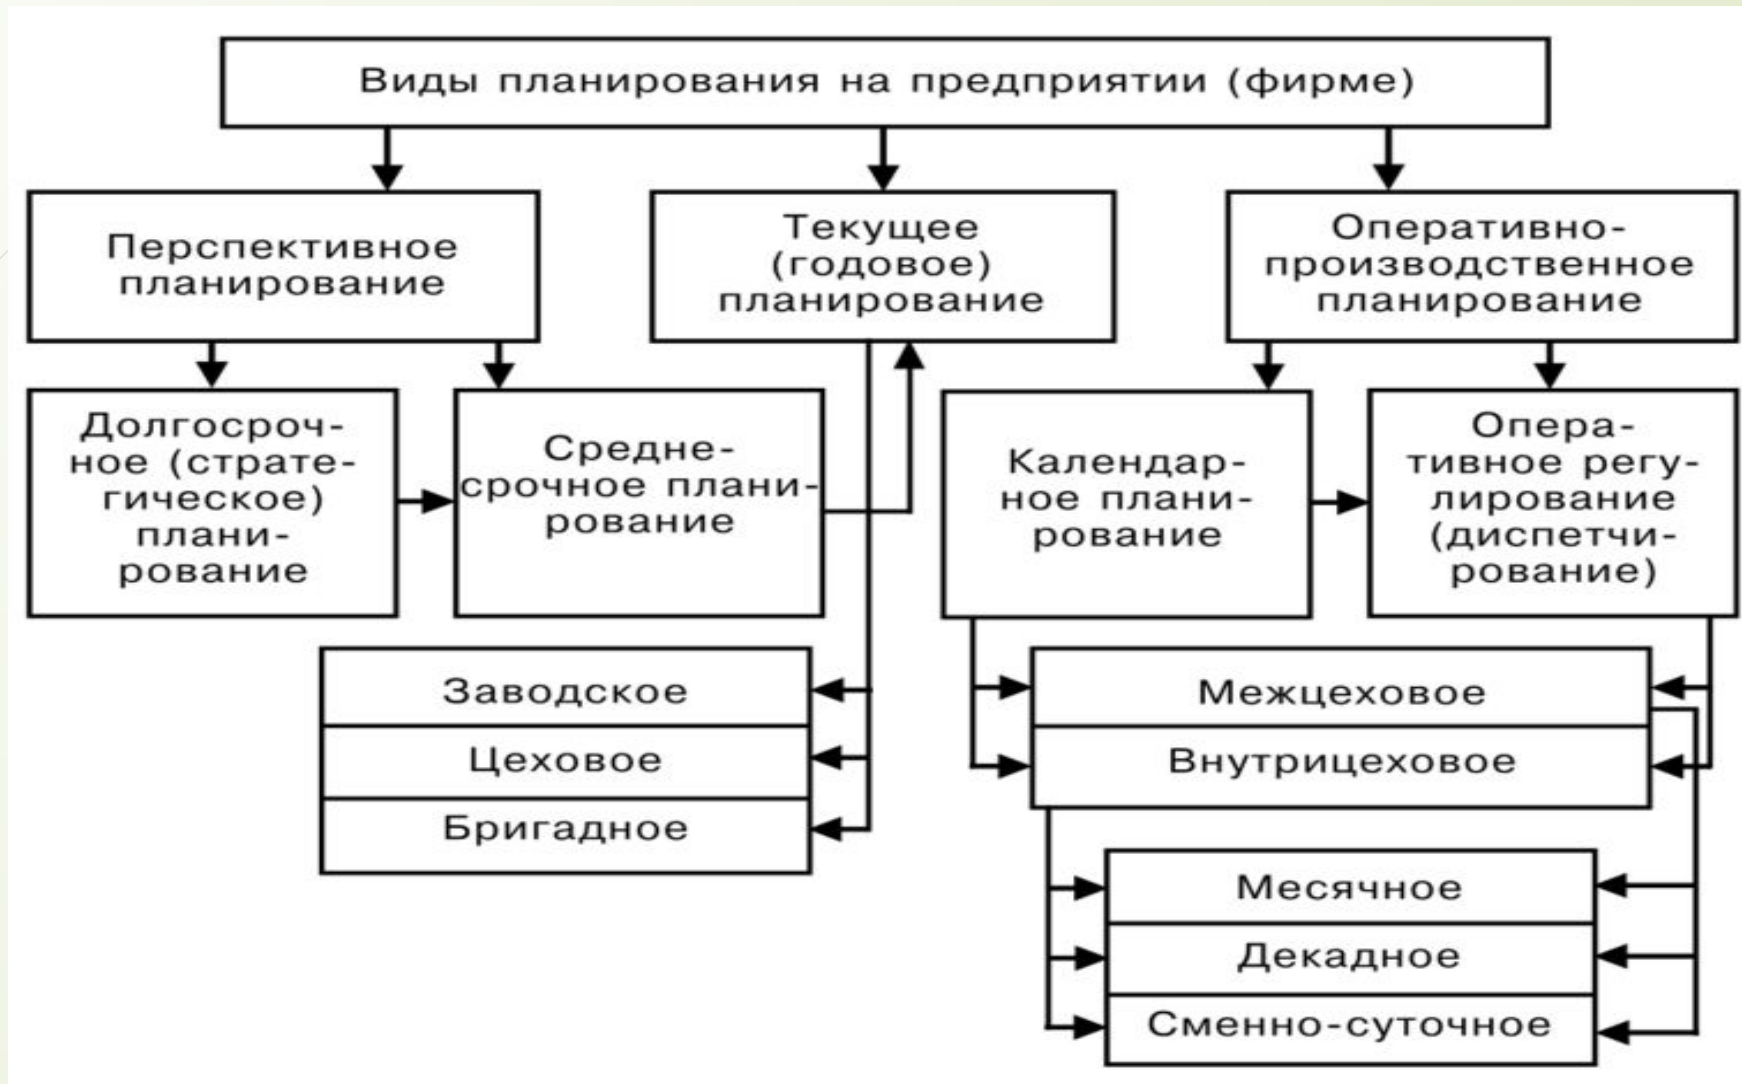 Виды планирования на предприятии (фирме)
Перспективное
планирование
Текущее
(годовое)
планирование
Оперативно-
производственное
планирование
Долгосроч-
ное (страте-
гическое)
плани-
рование
Средне-
срочное плани-
рование
Календар-
ное плани-
рование
Опера-
тивное регу-
лирование
(диспетчи-
рование)
Заводское
Цеховое
Бригадное
Межцеховое
Внутрицеховое
Месячное
Декадное
Сменно-суточное